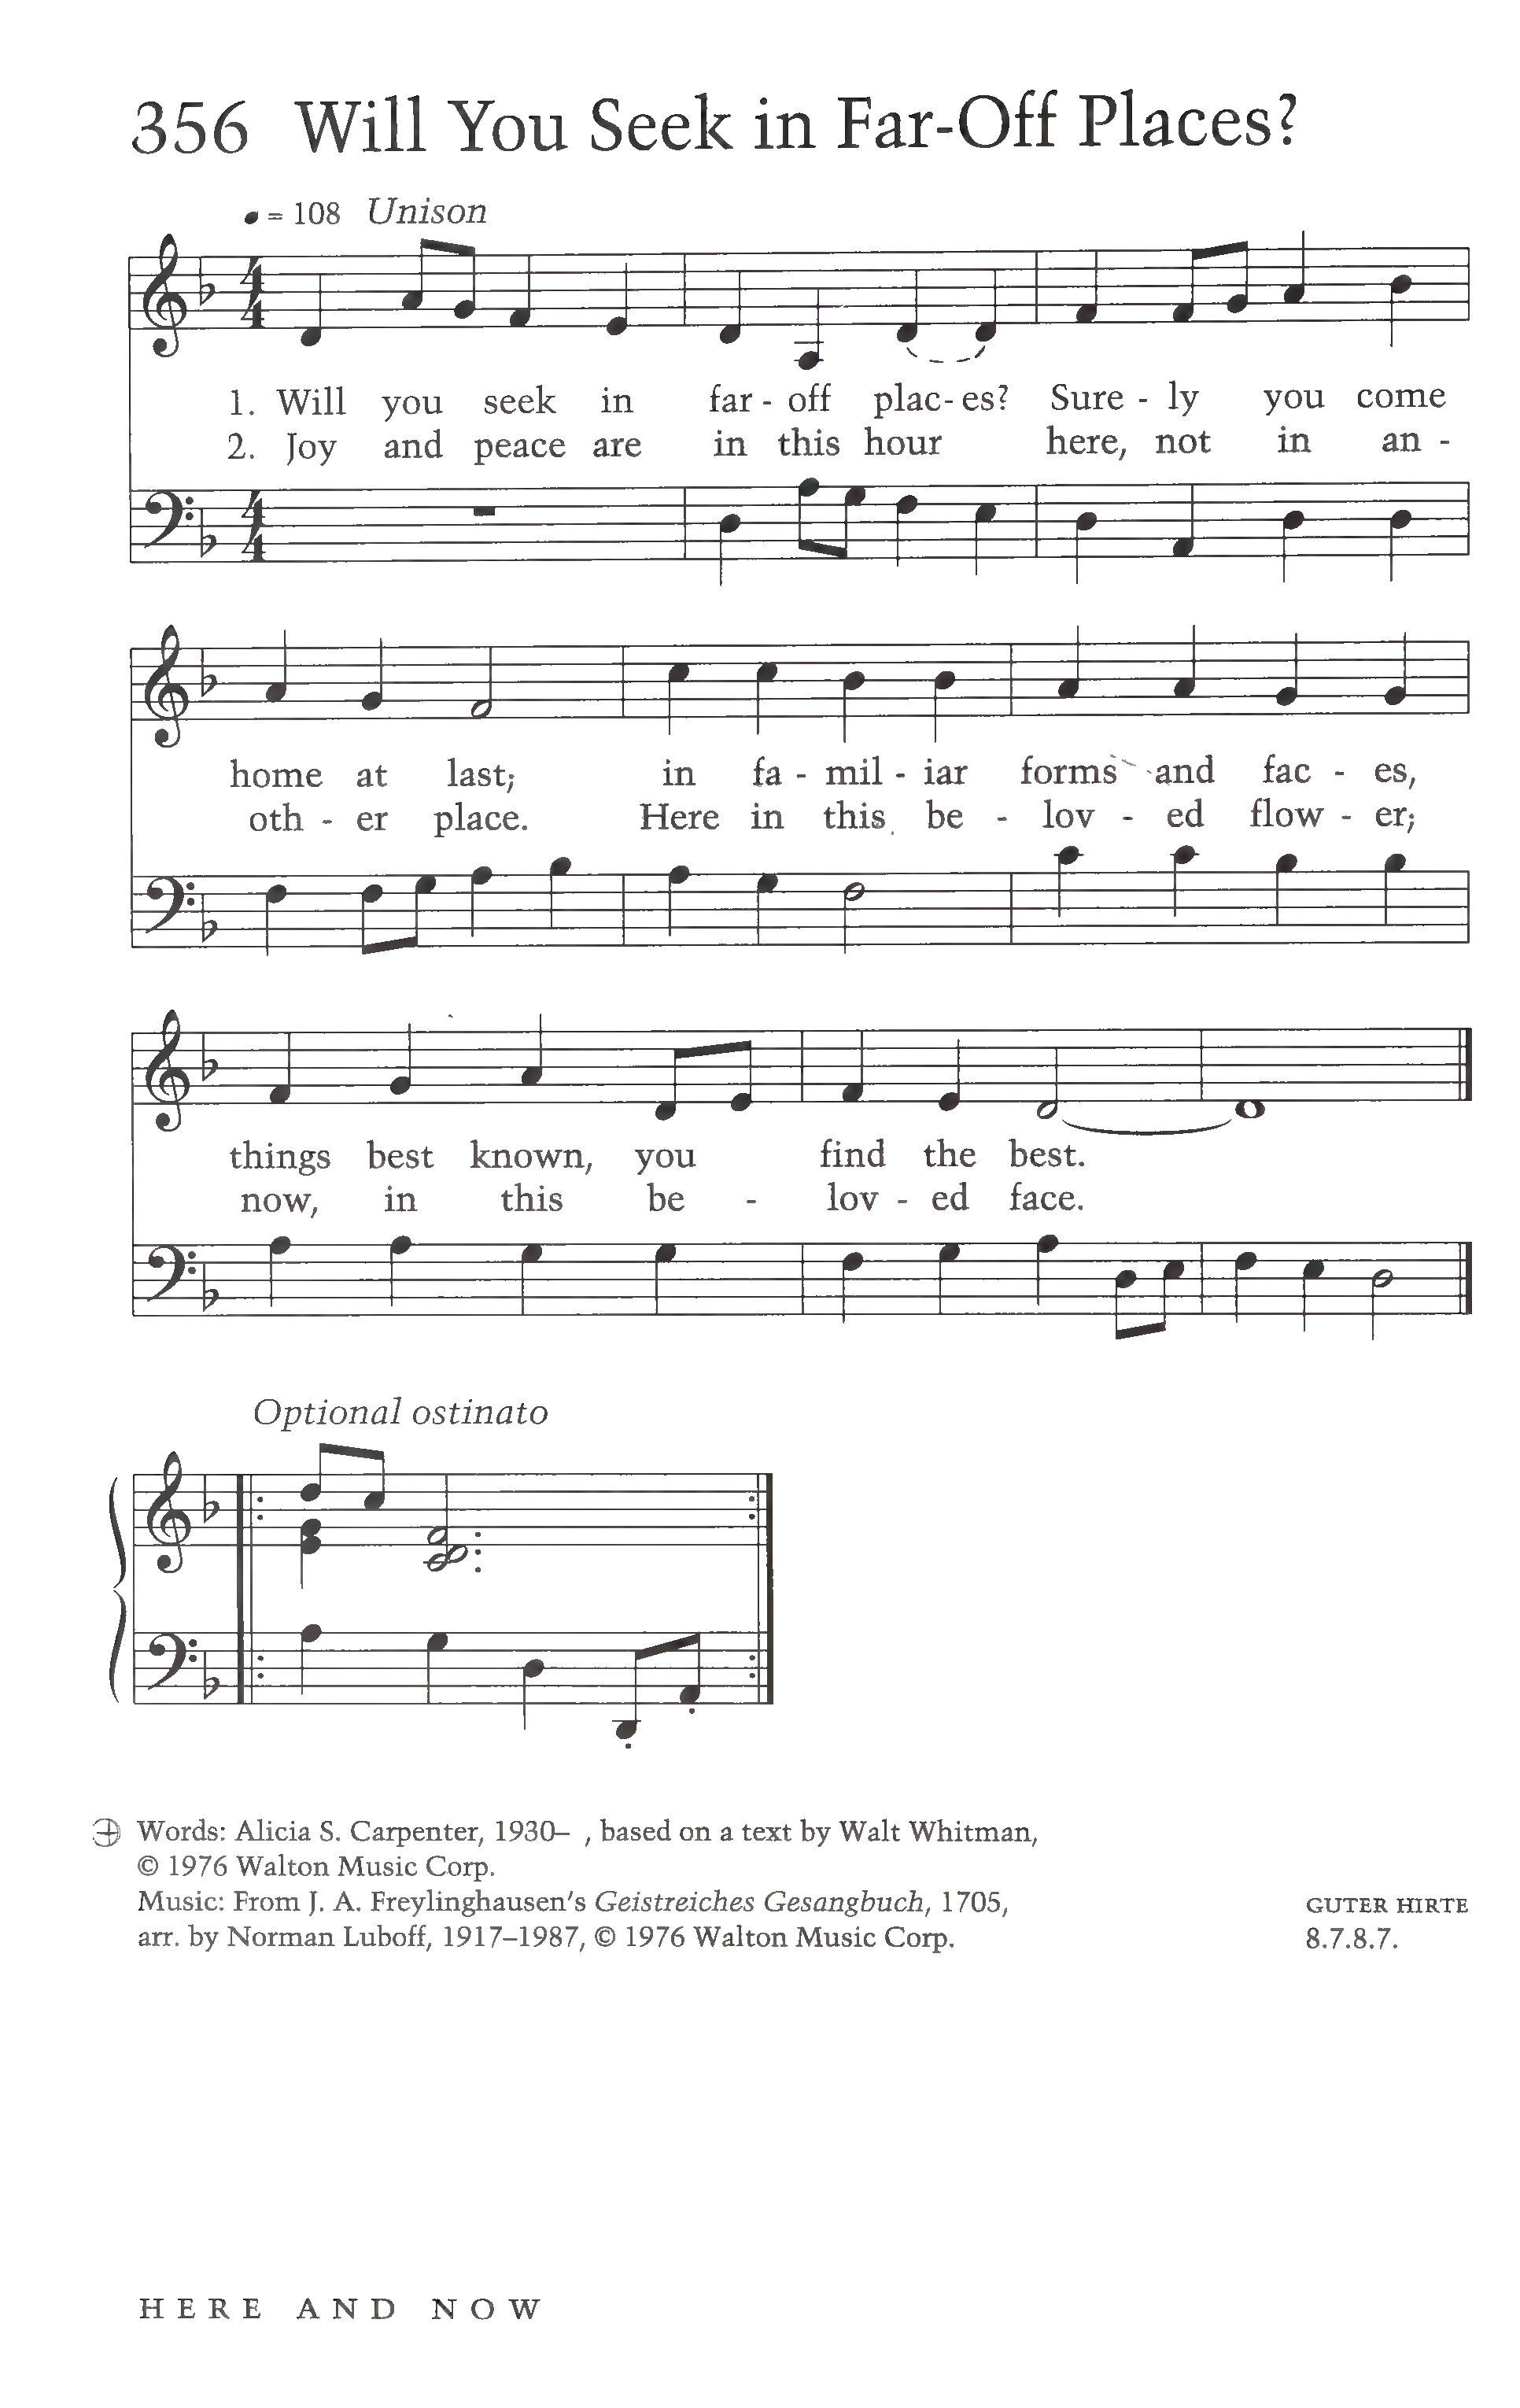 356 Will You Seek in Far-Off Places?
= 108 Unison
1. Will you seek in far - off plac - es? Sure - ly you come
2. Joy and peace are in this hour here, not in an -
home at last; in fa - mil - iar forms and fac - es,
oth - er place. Here in this be - lov - ed flow - er;
things best known, you find the best.
now, in this be - lov - ed face.
Optional ostinato
Words: Alicia S. Carpenter, 1930– , based on a text by Walt Whitman,
© 1976 Walton Music Corp.
Music: From J. A. Freylinghausen's Geistreiches Gesangbuch, 1705,
arr. by Norman Luboff, 1917–1987, © 1976 Walton Music Corp.
GUTER HIRTE
8.7.8.7.
HERE AND NOW